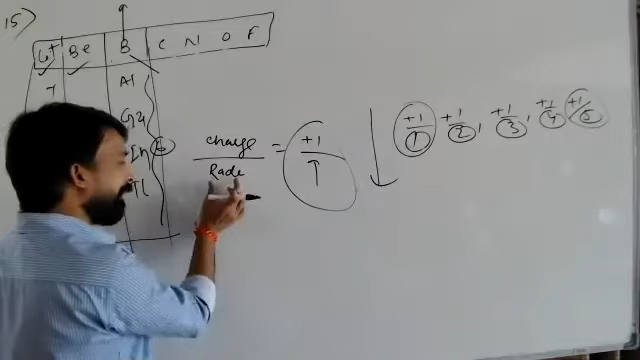 15)
Li Be B C N O F
Al
Ga
In
Tl
charge / Radi = +1 / ↑
+1/1 +1/2, +1/3, +1/4 +1/5